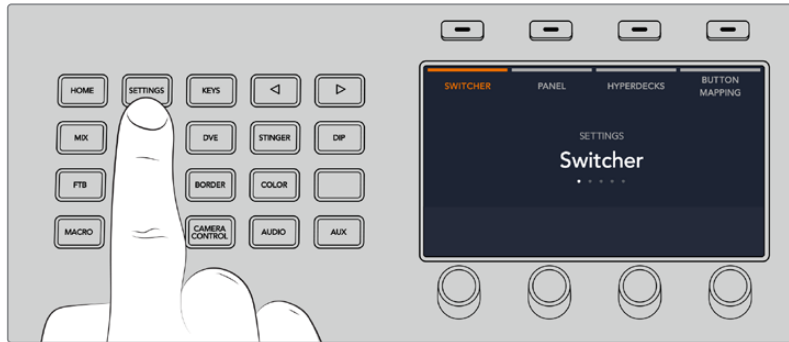 SWITCHER PANEL HYPERDECKS BUTTON MAPPING
HOME SETTINGS KEYS
SETTINGS
Switcher
MIX DVE STINGER DIP
FTB BORDER COLOR
MACRO CAMERA CONTROL AUDIO AUX